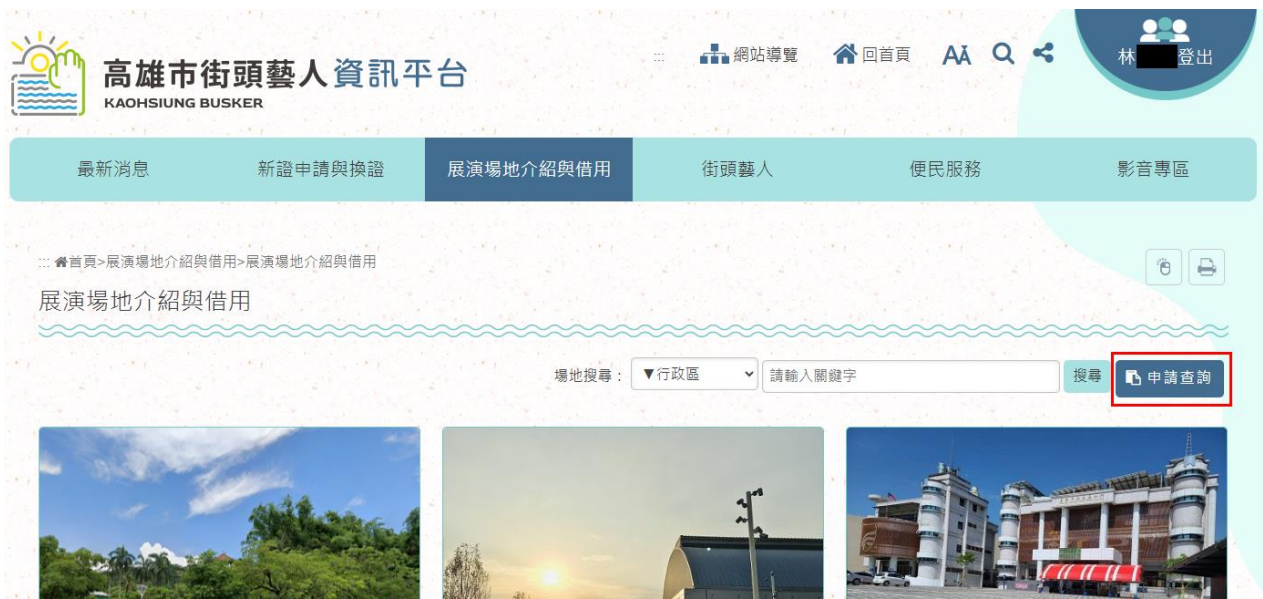 高雄市街頭藝人資訊平台
KAOHSIUNG BUSKER
::: 網站導覽 回首頁 AA 林 登出
最新消息 新證申請與換證 展演場地介紹與借用 街頭藝人 便民服務 影音專區
::: 首頁>展演場地介紹與借用>展演場地介紹與借用
展演場地介紹與借用
場地搜尋： ▼行政區 請輸入關鍵字 搜尋 申請查詢